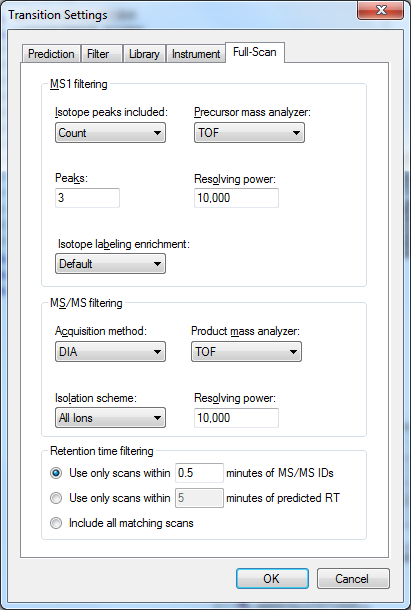 Transition Settings
Prediction Filter Library Instrument Full-Scan
MS1 filtering
Isotope peaks included: Precursor mass analyzer:
Count TOF
Peaks: Resolving power:
3 10,000
Isotope labeling enrichment:
Default
MS/MS filtering
Acquisition method: Product mass analyzer:
DIA TOF
Isolation scheme: Resolving power:
All Ions 10,000
Retention time filtering
Use only scans within 0.5 minutes of MS/MS IDs
Use only scans within 5 minutes of predicted RT
Include all matching scans
OK Cancel